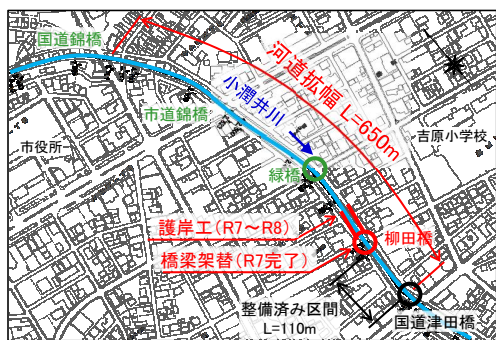 国道錦橋
河道拡幅 L=650m
小潤井川
市道錦橋
吉原小学校
市役所
緑橋
護岸工(R7～R8)
柳田橋
橋梁架替(R7完了)
整備済み区間
L=110m
国道津田橋